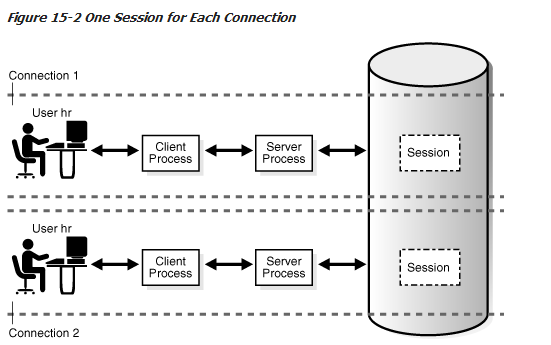 Figure 15-2 One Session for Each Connection
Connection 1
User hr
Client
Process
Server
Process
Session
User hr
Client
Process
Server
Process
Session
Connection 2